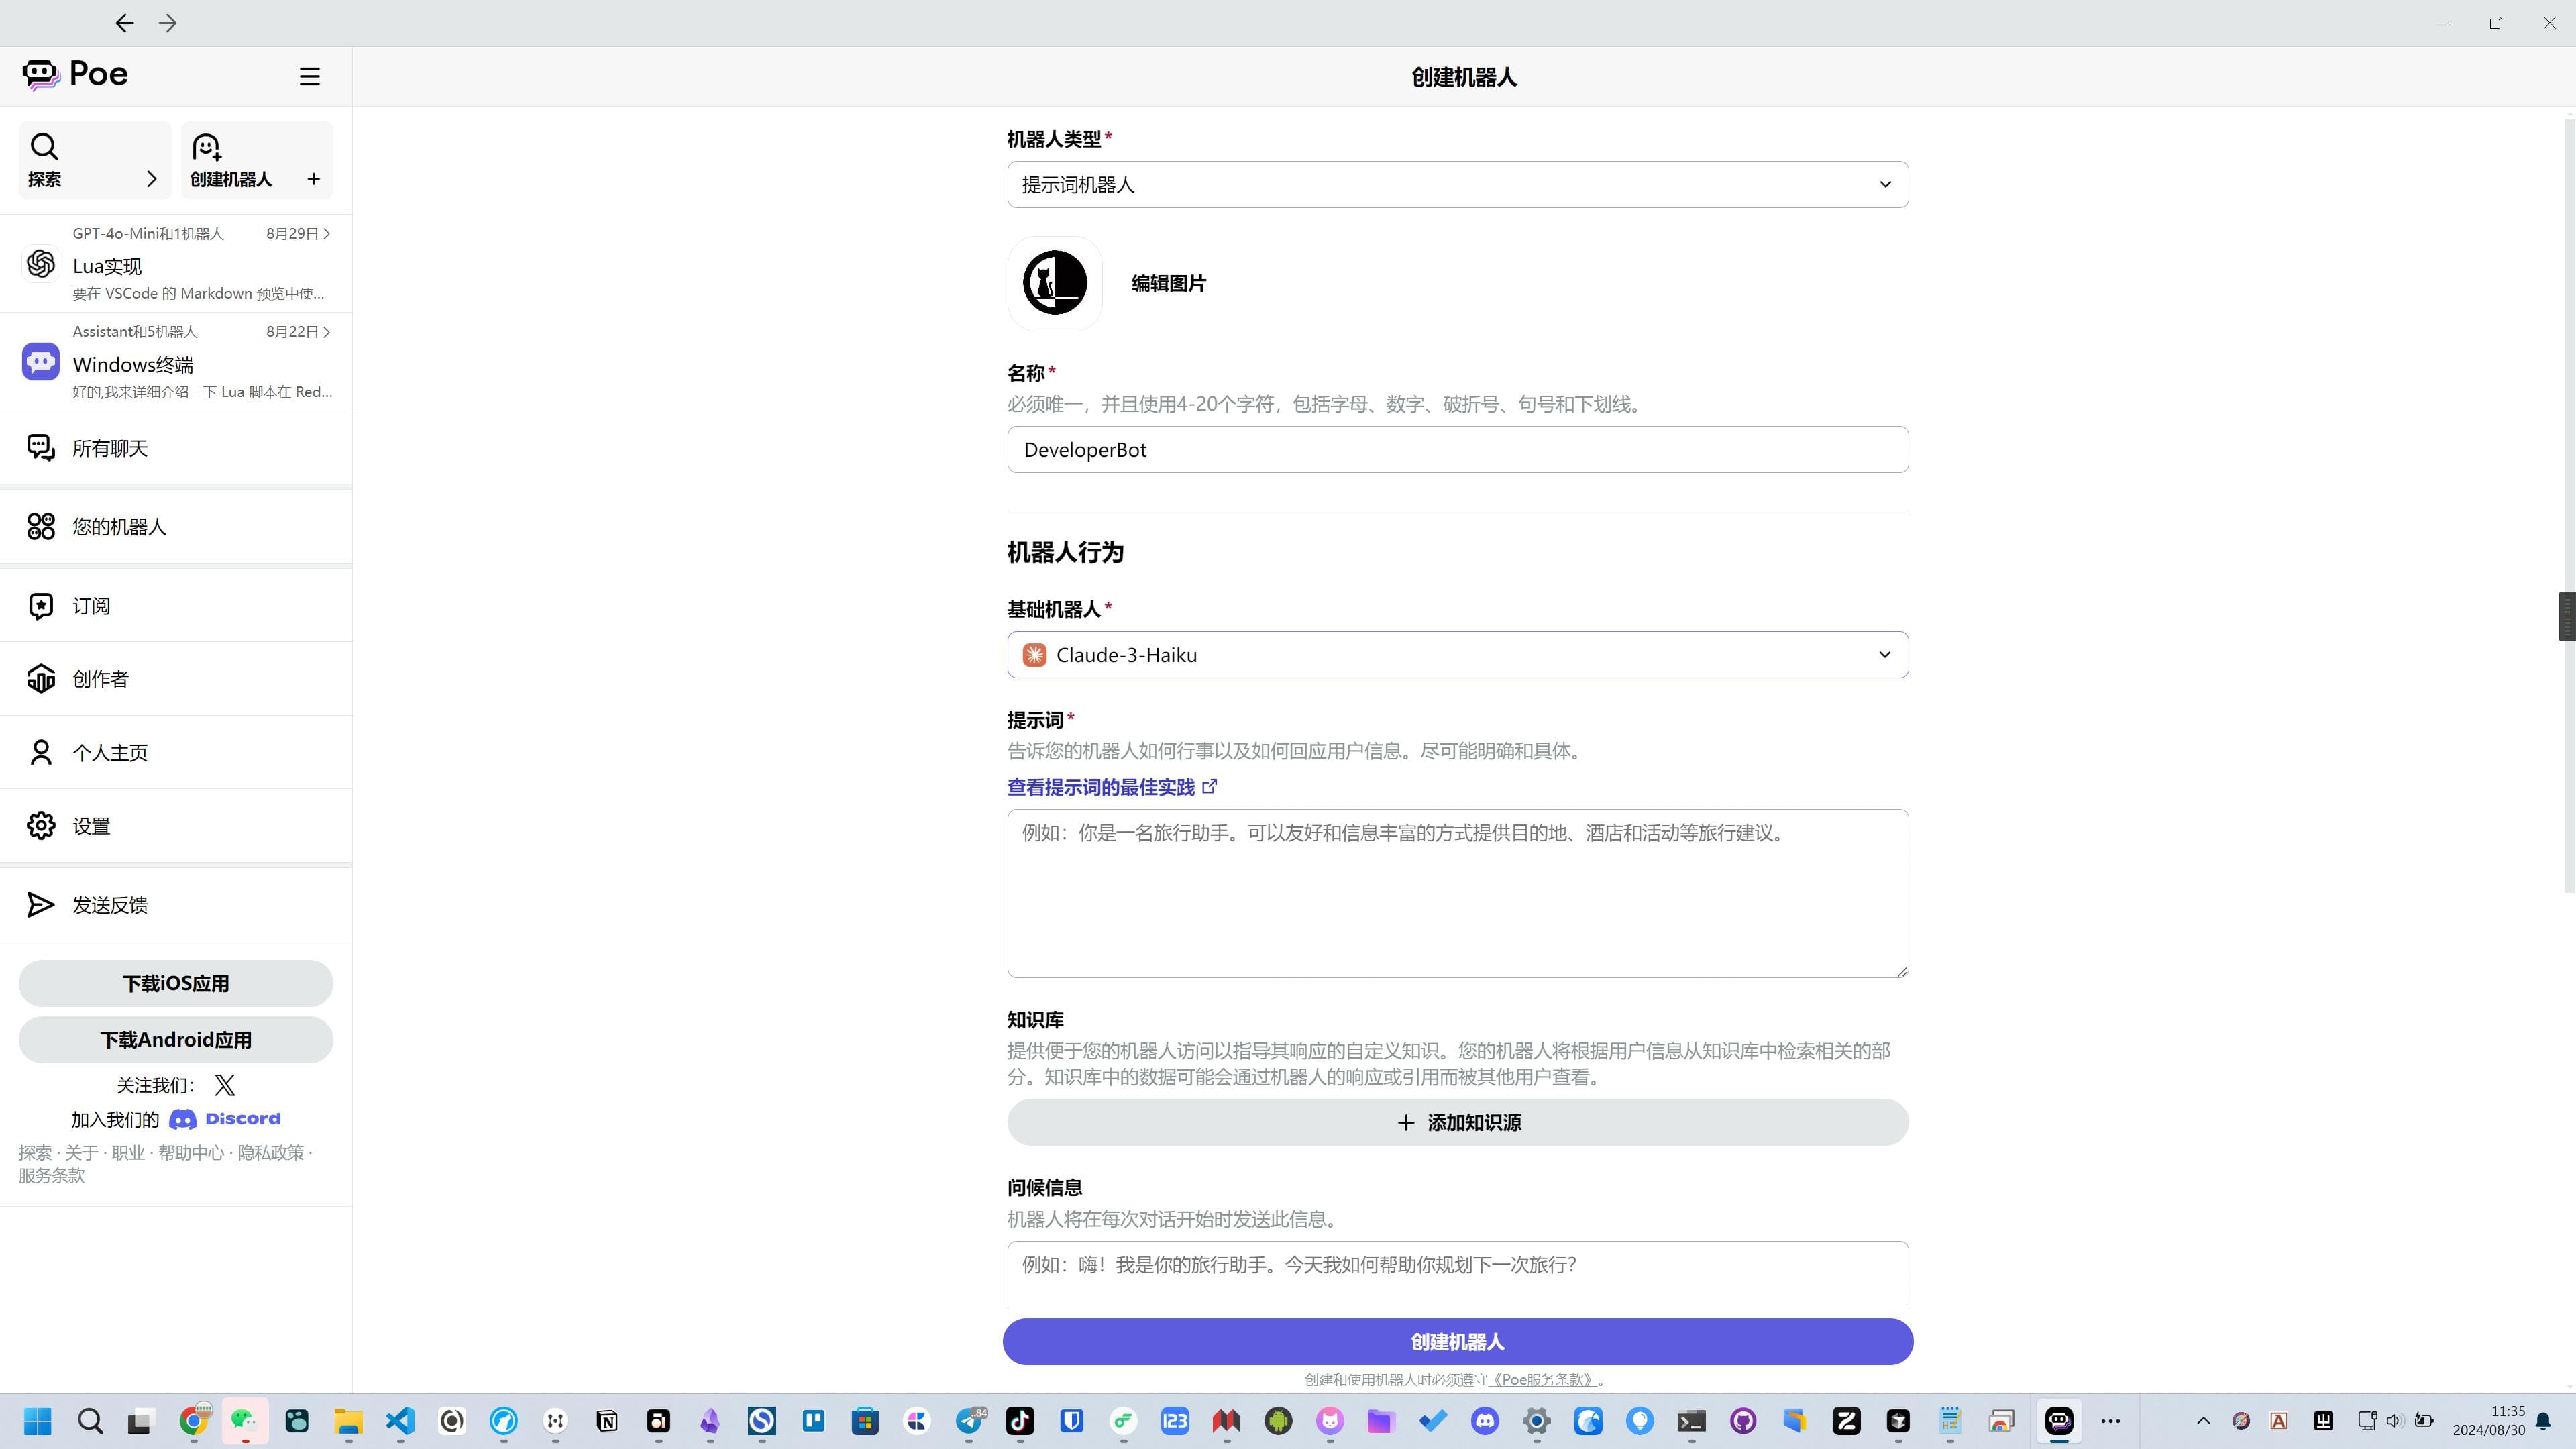 Poe
创建机器人
探索
创建机器人
GPT-4o-Mini和1机器人
8月29日
Lua实现
要在 VSCode 的 Markdown 预览中使...
Assistant和5机器人
8月22日
Windows终端
好的,我来详细介绍一下 Lua 脚本在 Red...
所有聊天
您的机器人
订阅
创作者
个人主页
设置
发送反馈
下载iOS应用
下载Android应用
关注我们：
加入我们的 Discord
探索 · 关于 · 职业 · 帮助中心 · 隐私政策 ·
服务条款
机器人类型*
提示词机器人
编辑图片
名称*
必须唯一，并且使用4-20个字符，包括字母、数字、破折号、句号和下划线。
DeveloperBot
机器人行为
基础机器人*
Claude-3-Haiku
提示词*
告诉您的机器人如何行事以及如何回应用户信息。尽可能明确和具体。
查看提示词的最佳实践
例如：你是一名旅行助手。可以友好和信息丰富的方式提供目的地、酒店和活动等旅行建议。
知识库
提供便于您的机器人访问以指导其响应的自定义知识。您的机器人将根据用户信息从知识库中检索相关的部
分。知识库中的数据可能会通过机器人的响应或引用而被其他用户查看。
添加知识源
问候信息
机器人将在每次对话开始时发送此信息。
例如：嗨！我是你的旅行助手。今天我如何帮助你规划下一次旅行？
创建机器人
创建和使用机器人时必须遵守《Poe服务条款》。
84
123
11:35
2024/08/30